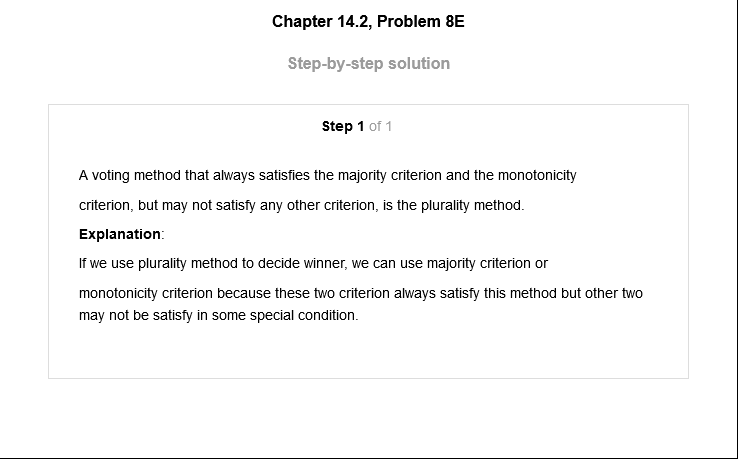 Chapter 14.2, Problem 8E
Step-by-step solution
Step 1 of 1
A voting method that always satisfies the majority criterion and the monotonicity
criterion, but may not satisfy any other criterion, is the plurality method.
Explanation:
If we use plurality method to decide winner, we can use majority criterion or
monotonicity criterion because these two criterion always satisfy this method but other two
may not be satisfy in some special condition.